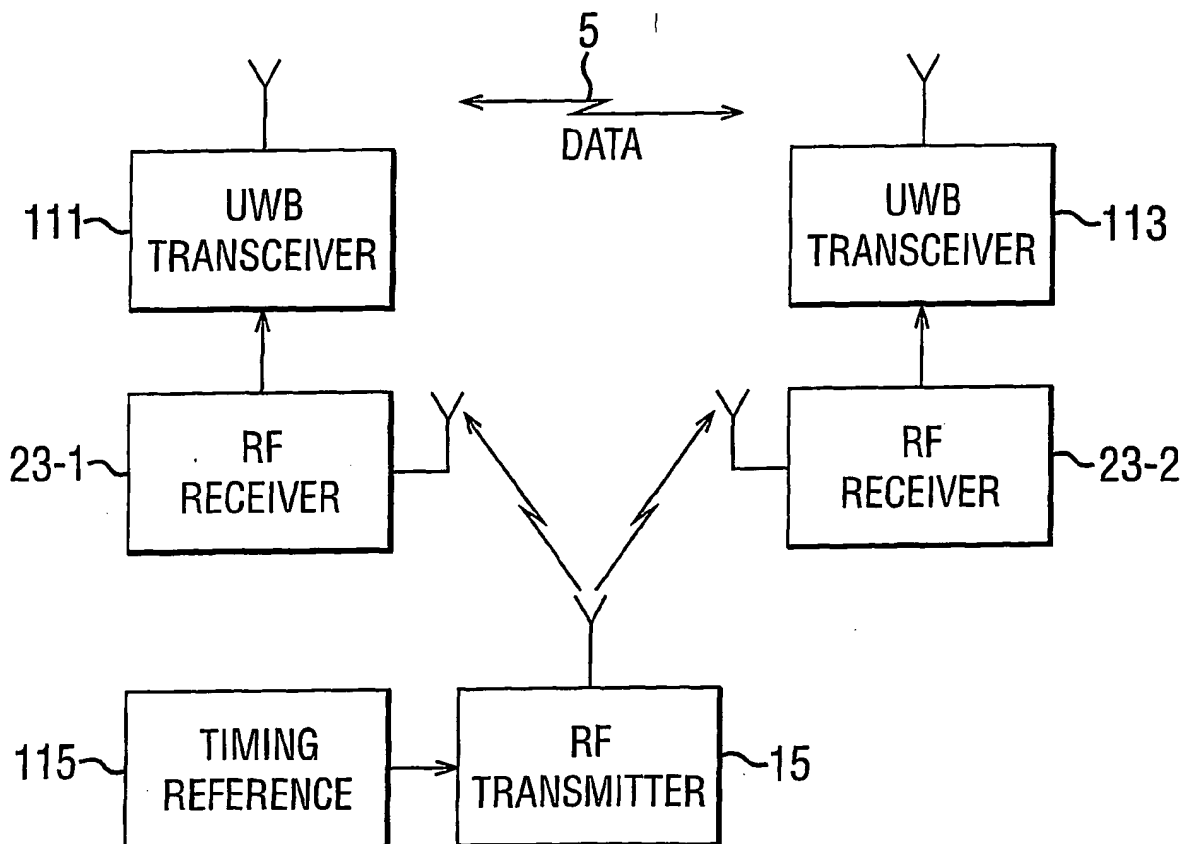 5
DATA
111
UWB
TRANSCEIVER
UWB
TRANSCEIVER
113
23-1
RF
RECEIVER
RF
RECEIVER
23-2
115
TIMING
REFERENCE
RF
TRANSMITTER
15